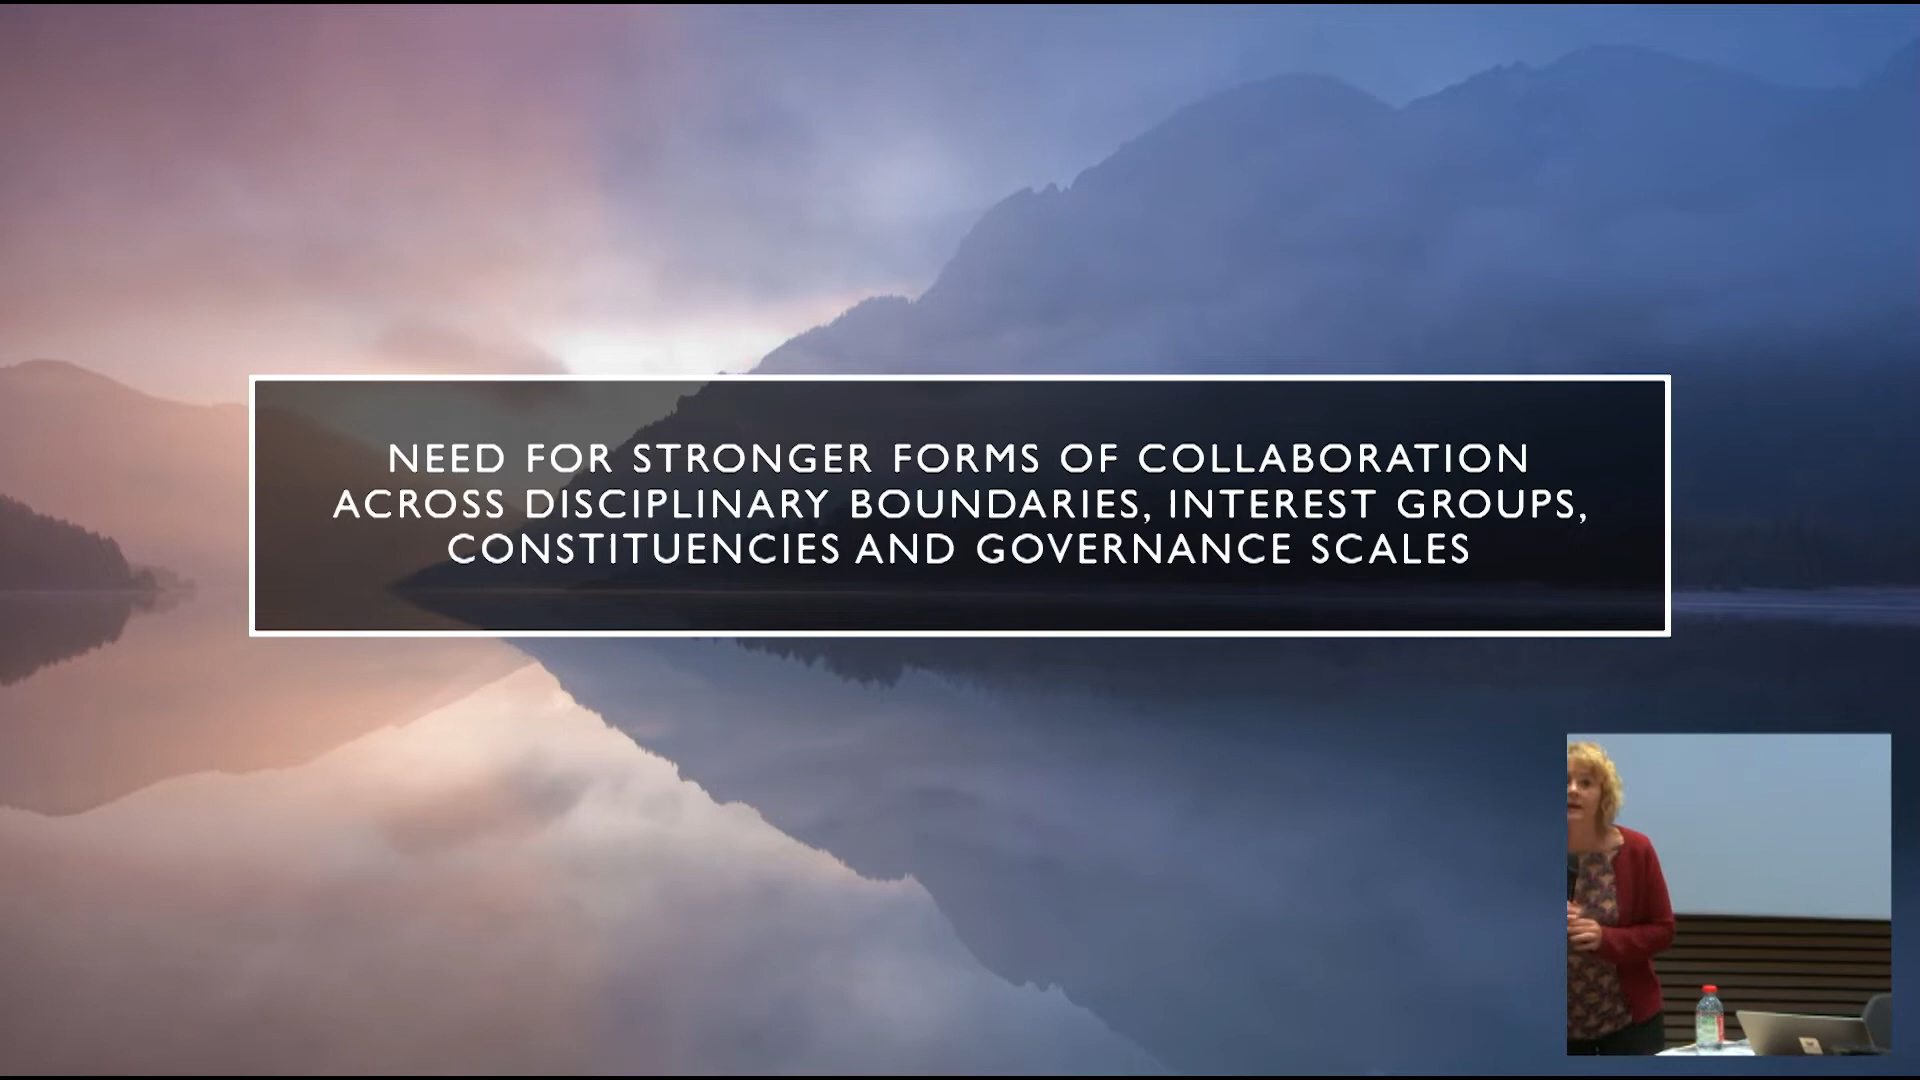 NEED FOR STRONGER FORMS OF COLLABORATION
ACROSS DISCIPLINARY BOUNDARIES, INTEREST GROUPS,
CONSTITUENCIES AND GOVERNANCE SCALES